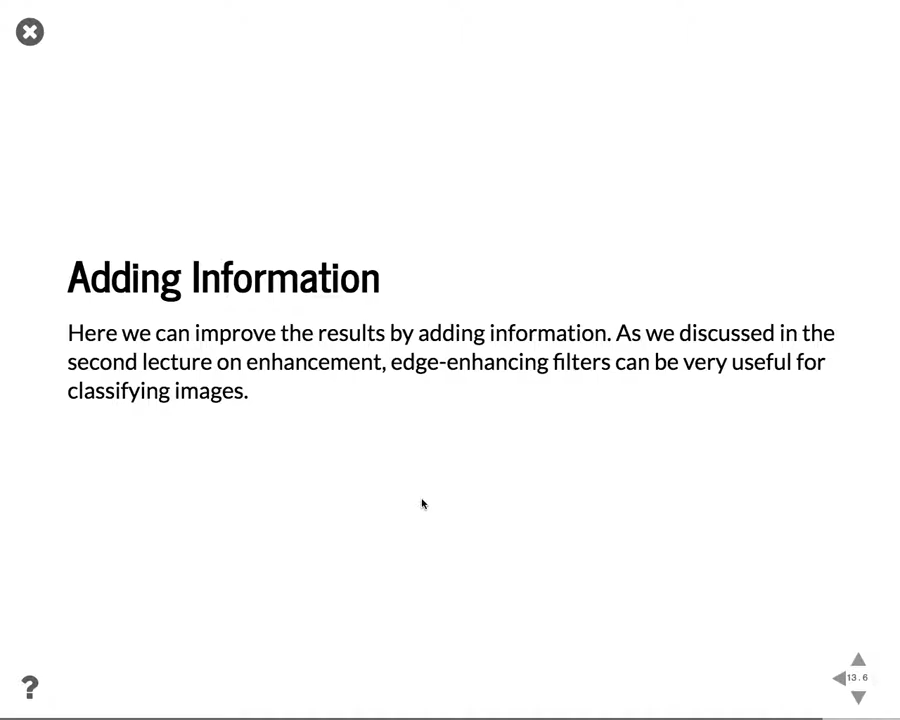 Adding Information
Here we can improve the results by adding information. As we discussed in the
second lecture on enhancement, edge-enhancing filters can be very useful for
classifying images.
?
13.6